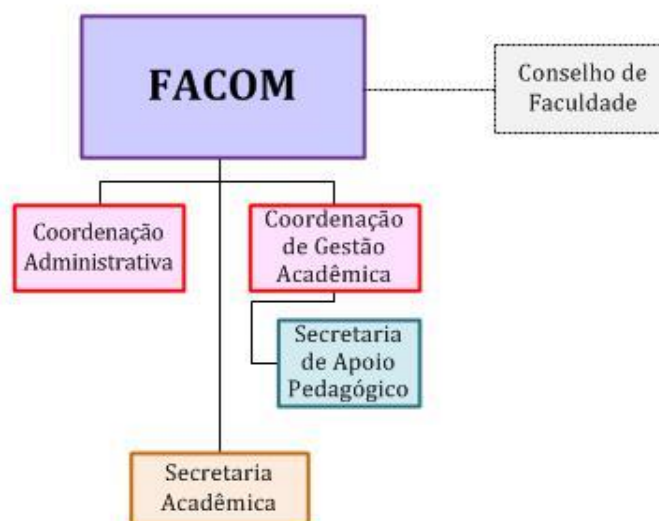 FACOM
Conselho de
Faculdade
Coordenação
Administrativa
Coordenação
de Gestão
Acadêmica
Secretaria
de Apoio
Pedagógico
Secretaria
Acadêmica